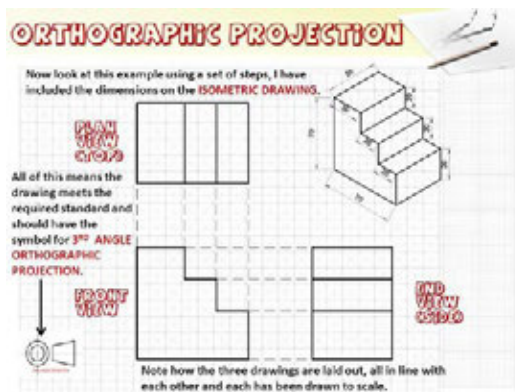 ORTHOGRAPHIC PROJECTION
Now look at this example using a set of steps, I have
included the dimensions on the ISOMETRIC DRAWING.
PLAN
VIEW
(TOP)
All of this means the
drawing meets the
required standard and
should have the
symbol for 3RD ANGLE
ORTHOGRAPHIC
PROJECTION.
FRONT
VIEW
END
VIEW
(SIDE)
Note how the three drawings are laid out, all in line with
each other and each has been drawn to scale.